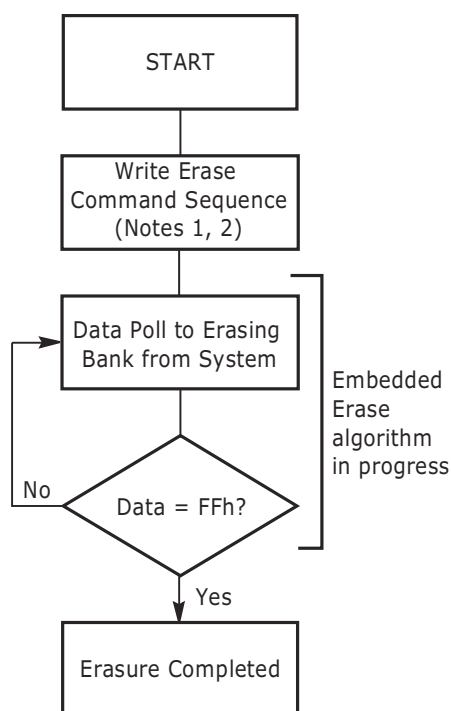 START
Write Erase
Command Sequence
(Notes 1, 2)
Data Poll to Erasing
Bank from System
Embedded
Erase
algorithm
in progress
No
Data = FFh?
Yes
Erasure Completed